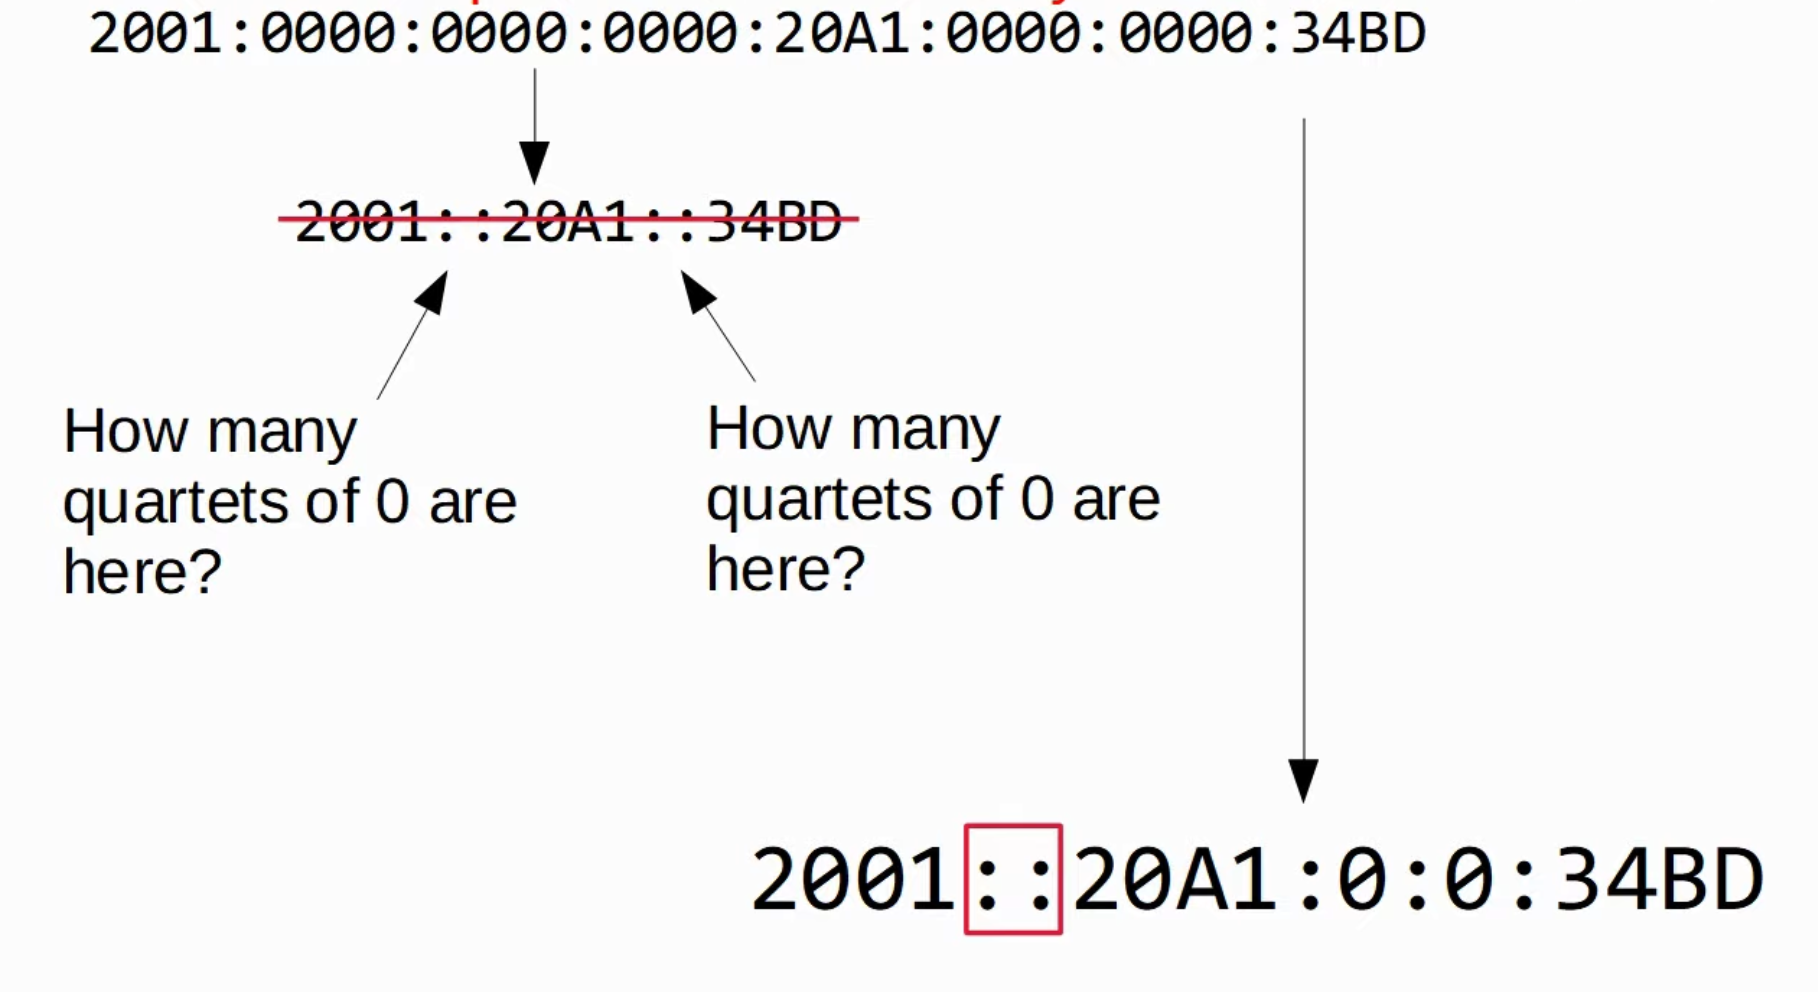 2001:0000:0000:0000:20A1:0000:0000:34BD
2001::20A1::34BD
How many
quartets of 0 are
here?
How many
quartets of 0 are
here?
2001::20A1:0:0:34BD